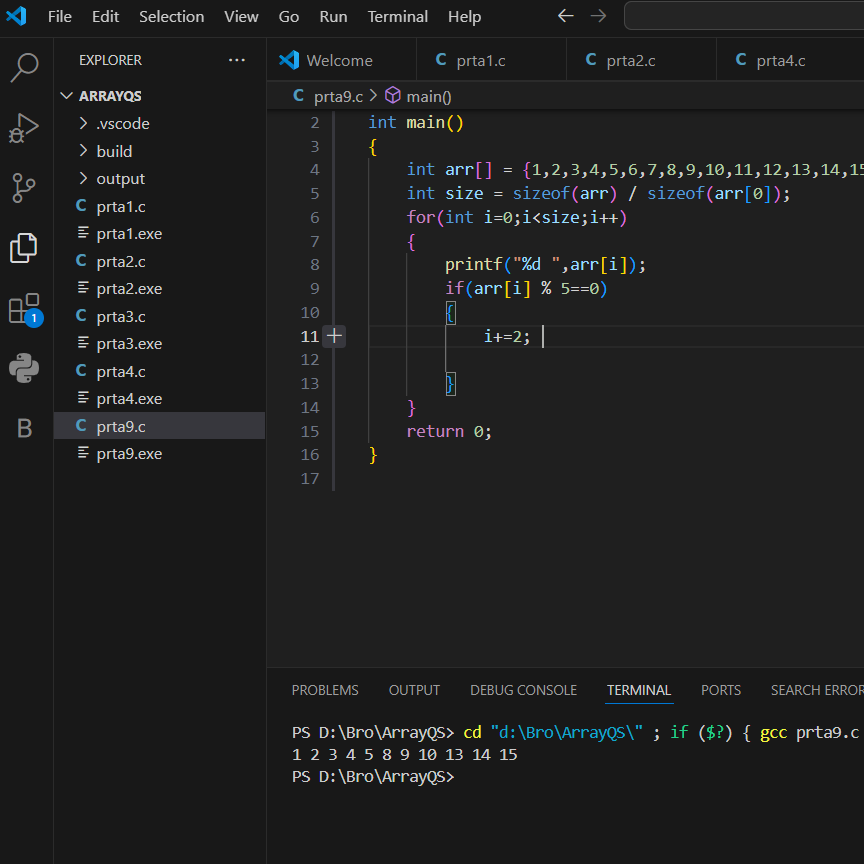 File Edit Selection View Go Run Terminal Help
EXPLORER ...
Welcome C prta1.c C prta2.c C prta4.c
ARRAYQS
C prta9.c > main()
.vscode
build
output
C prta1.c
prta1.exe
C prta2.c
prta2.exe
C prta3.c
prta3.exe
C prta4.c
prta4.exe
C prta9.c
prta9.exe
1
B
2 int main()
3 {
4 int arr[] = {1,2,3,4,5,6,7,8,9,10,11,12,13,14,15
5 int size = sizeof(arr) / sizeof(arr[0]);
6 for(int i=0;i<size;i++)
7 {
8 printf("%d ",arr[i]);
9 if(arr[i] % 5==0)
10 {
11 i+=2;
12
13 }
14 }
15 return 0;
16 }
17
PROBLEMS OUTPUT DEBUG CONSOLE TERMINAL PORTS SEARCH ERROR
PS D:\Bro\ArrayQS> cd "d:\Bro\ArrayQS\" ; if ($?) { gcc prta9.c
1 2 3 4 5 8 9 10 13 14 15
PS D:\Bro\ArrayQS>